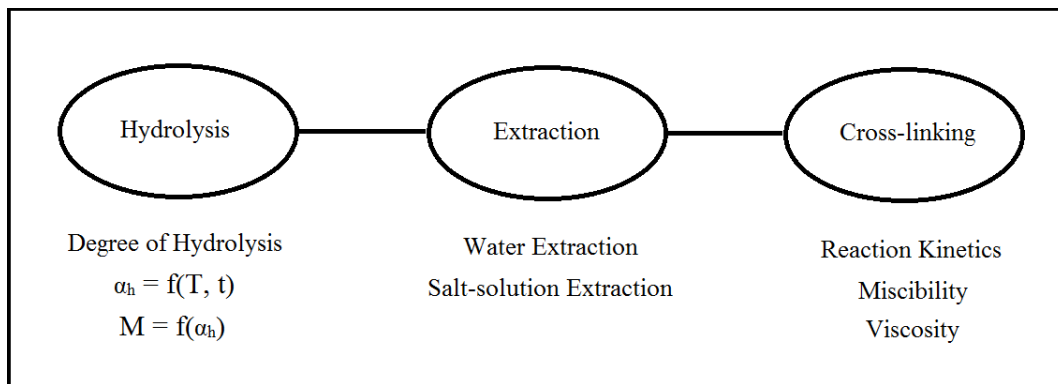 Hydrolysis
Extraction
Cross-linking
Degree of Hydrolysis
αₕ = f(T, t)
M = f(αₕ)
Water Extraction
Salt-solution Extraction
Reaction Kinetics
Miscibility
Viscosity